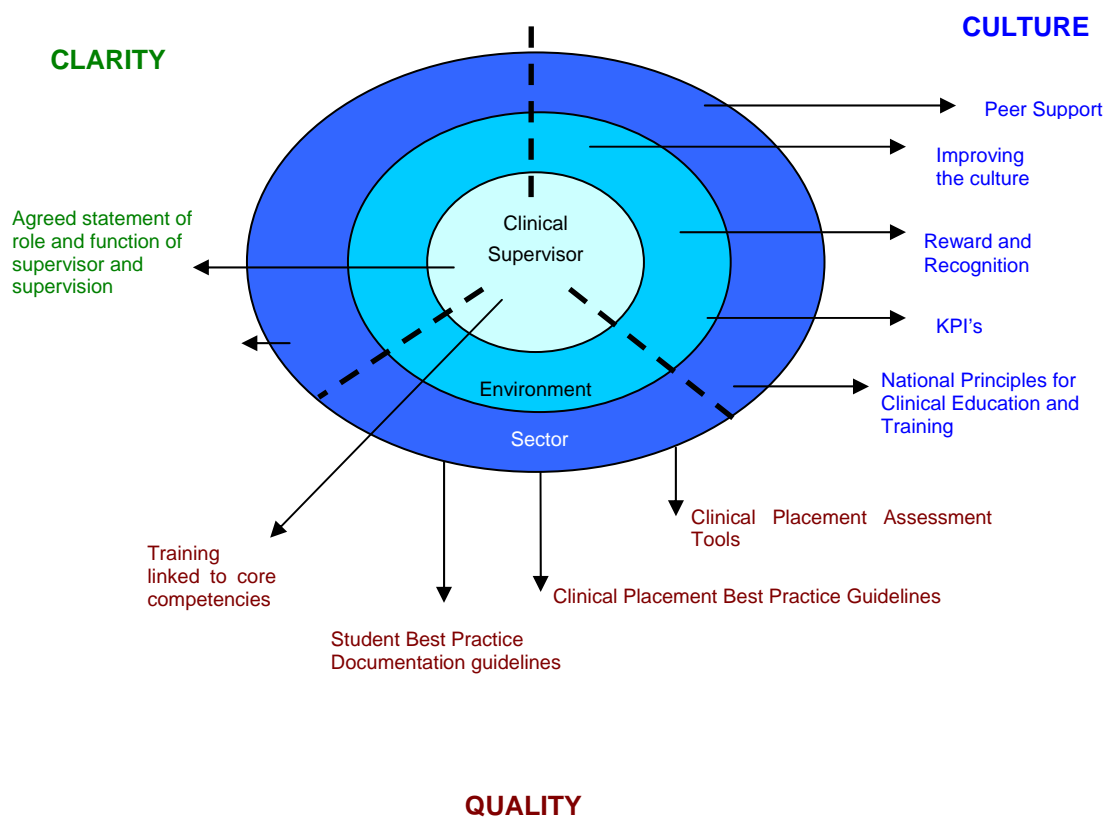 CULTURE
CLARITY
Peer Support
Improving
the culture
Agreed statement of
role and function of
supervisor and
supervision
Clinical
Supervisor
Reward and
Recognition
KPI's
Environment
National Principles for
Clinical Education and
Training
Sector
Clinical Placement Assessment
Tools
Training
linked to core
competencies
Clinical Placement Best Practice Guidelines
Student Best Practice
Documentation guidelines
QUALITY